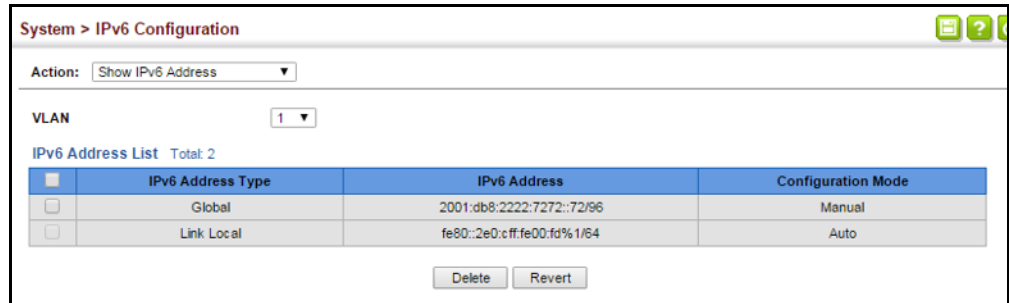 System > IPv6 Configuration
?
Action: Show IPv6 Address
VLAN 1
IPv6 Address List Total: 2
IPv6 Address Type IPv6 Address Configuration Mode
Global 2001:db8:2222:7272::72/96 Manual
Link Local fe80::2e0:cff:fe00:fd%1/64 Auto
Delete Revert